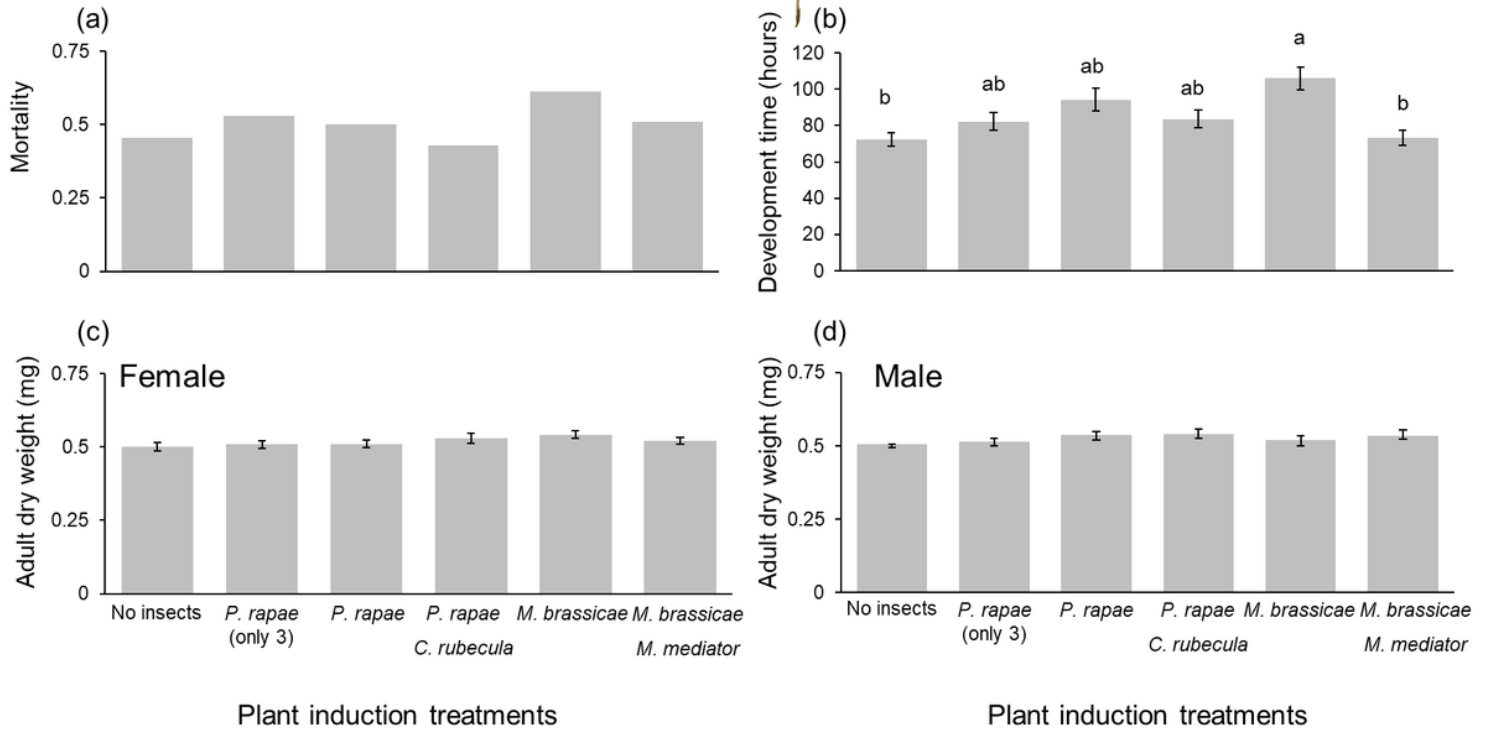 (a)
Mortality
0.75
0.5
0.25
0
(b)
Development time (hours)
120
100
80
60
40
20
0
b
ab
ab
ab
a
b
(c)
Adult dry weight (mg)
Female
0.75
0.5
0.25
0
No insects
P. rapae
(only 3)
P. rapae
P. rapae
C. rubecula
M. brassicae
M. brassicae
M. mediator
Plant induction treatments
(d)
Adult dry weight (mg)
Male
0.75
0.5
0.25
0
No insects
P. rapae
(only 3)
P. rapae
P. rapae
C. rubecula
M. brassicae
M. brassicae
M. mediator
Plant induction treatments